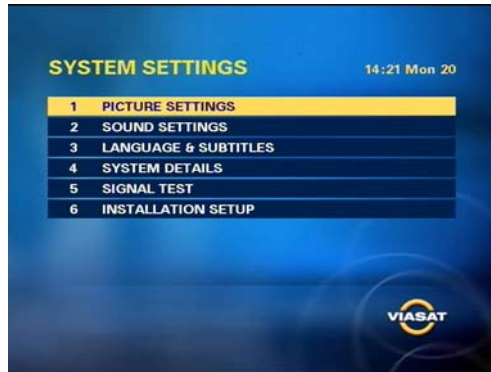 SYSTEM SETTINGS 14:21 Mon 20
1 PICTURE SETTINGS
2 SOUND SETTINGS
3 LANGUAGE & SUBTITLES
4 SYSTEM DETAILS
5 SIGNAL TEST
6 INSTALLATION SETUP
VIASAT